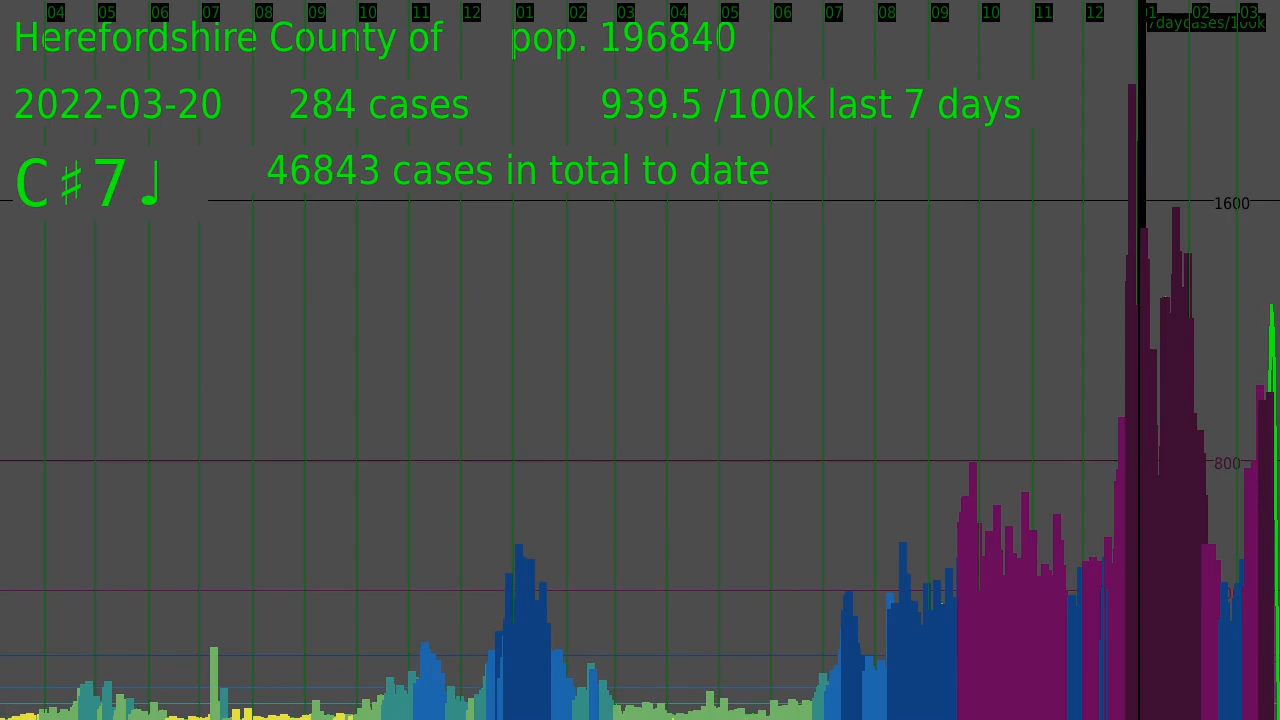 04 05 06 07 08 09 10 11 12 01 02 03 04 05 06 07 08 09 10 11 12 01 02 03
/daycases/100k
Herefordshire County of pop. 196840
2022-03-20 284 cases 939.5 /100k last 7 days
C♯7♩ 46843 cases in total to date
1600
800